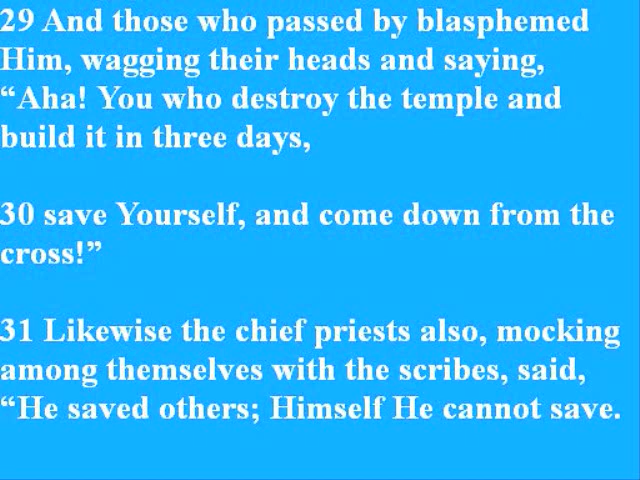 29 And those who passed by blasphemed
Him, wagging their heads and saying,
“Aha! You who destroy the temple and
build it in three days,
30 save Yourself, and come down from the
cross!”
31 Likewise the chief priests also, mocking
among themselves with the scribes, said,
“He saved others; Himself He cannot save.